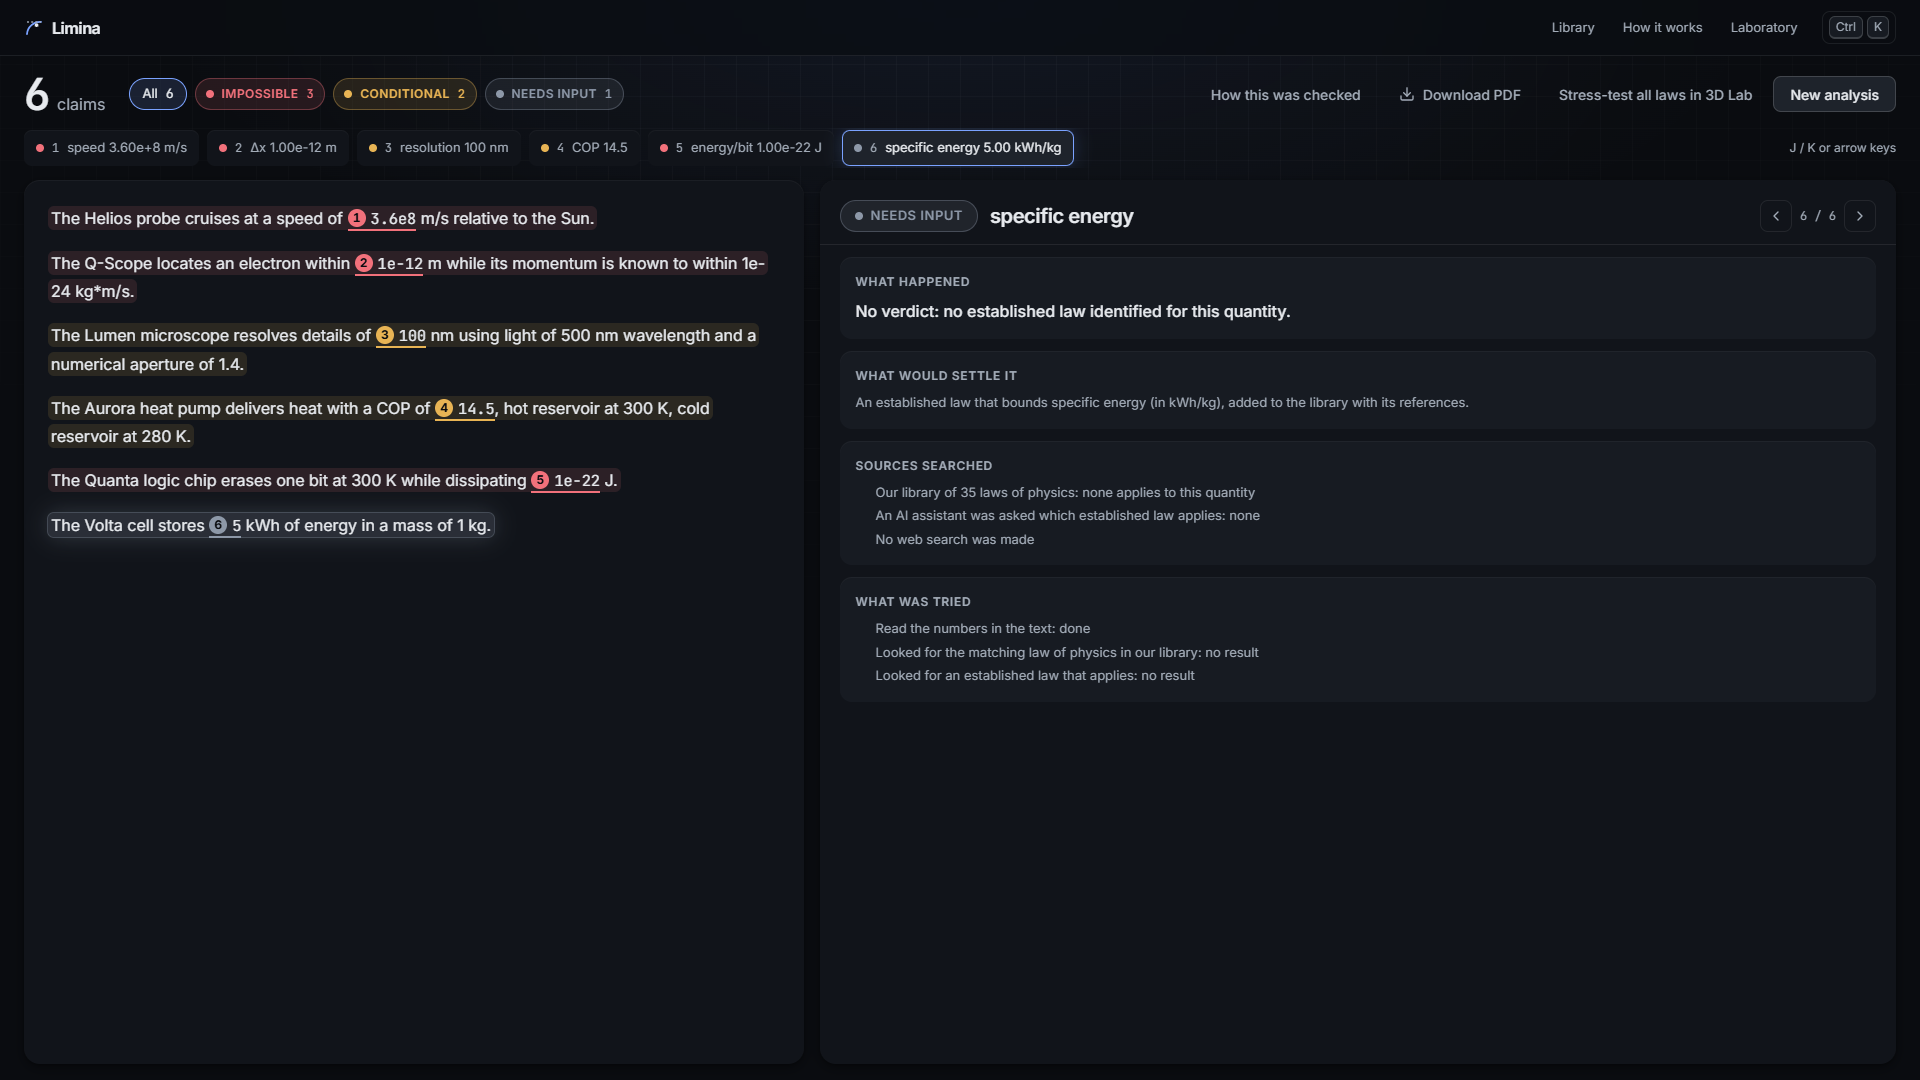 Limina
Library How it works Laboratory Ctrl K
6 claims All 6 IMPOSSIBLE 3 CONDITIONAL 2 NEEDS INPUT 1 How this was checked Download PDF Stress-test all laws in 3D Lab New analysis
1 speed 3.60e+8 m/s 2 Δx 1.00e-12 m 3 resolution 100 nm 4 COP 14.5 5 energy/bit 1.00e-22 J 6 specific energy 5.00 kWh/kg J / K or arrow keys
The Helios probe cruises at a speed of 1 3.6e8 m/s relative to the Sun.
The Q-Scope locates an electron within 2 1e-12 m while its momentum is known to within 1e-
24 kg*m/s.
The Lumen microscope resolves details of 3 100 nm using light of 500 nm wavelength and a
numerical aperture of 1.4.
The Aurora heat pump delivers heat with a COP of 4 14.5, hot reservoir at 300 K, cold
reservoir at 280 K.
The Quanta logic chip erases one bit at 300 K while dissipating 5 1e-22 J.
The Volta cell stores 6 5 kWh of energy in a mass of 1 kg.
NEEDS INPUT specific energy 6 / 6
WHAT HAPPENED
No verdict: no established law identified for this quantity.
WHAT WOULD SETTLE IT
An established law that bounds specific energy (in kWh/kg), added to the library with its references.
SOURCES SEARCHED
Our library of 35 laws of physics: none applies to this quantity
An AI assistant was asked which established law applies: none
No web search was made
WHAT WAS TRIED
Read the numbers in the text: done
Looked for the matching law of physics in our library: no result
Looked for an established law that applies: no result